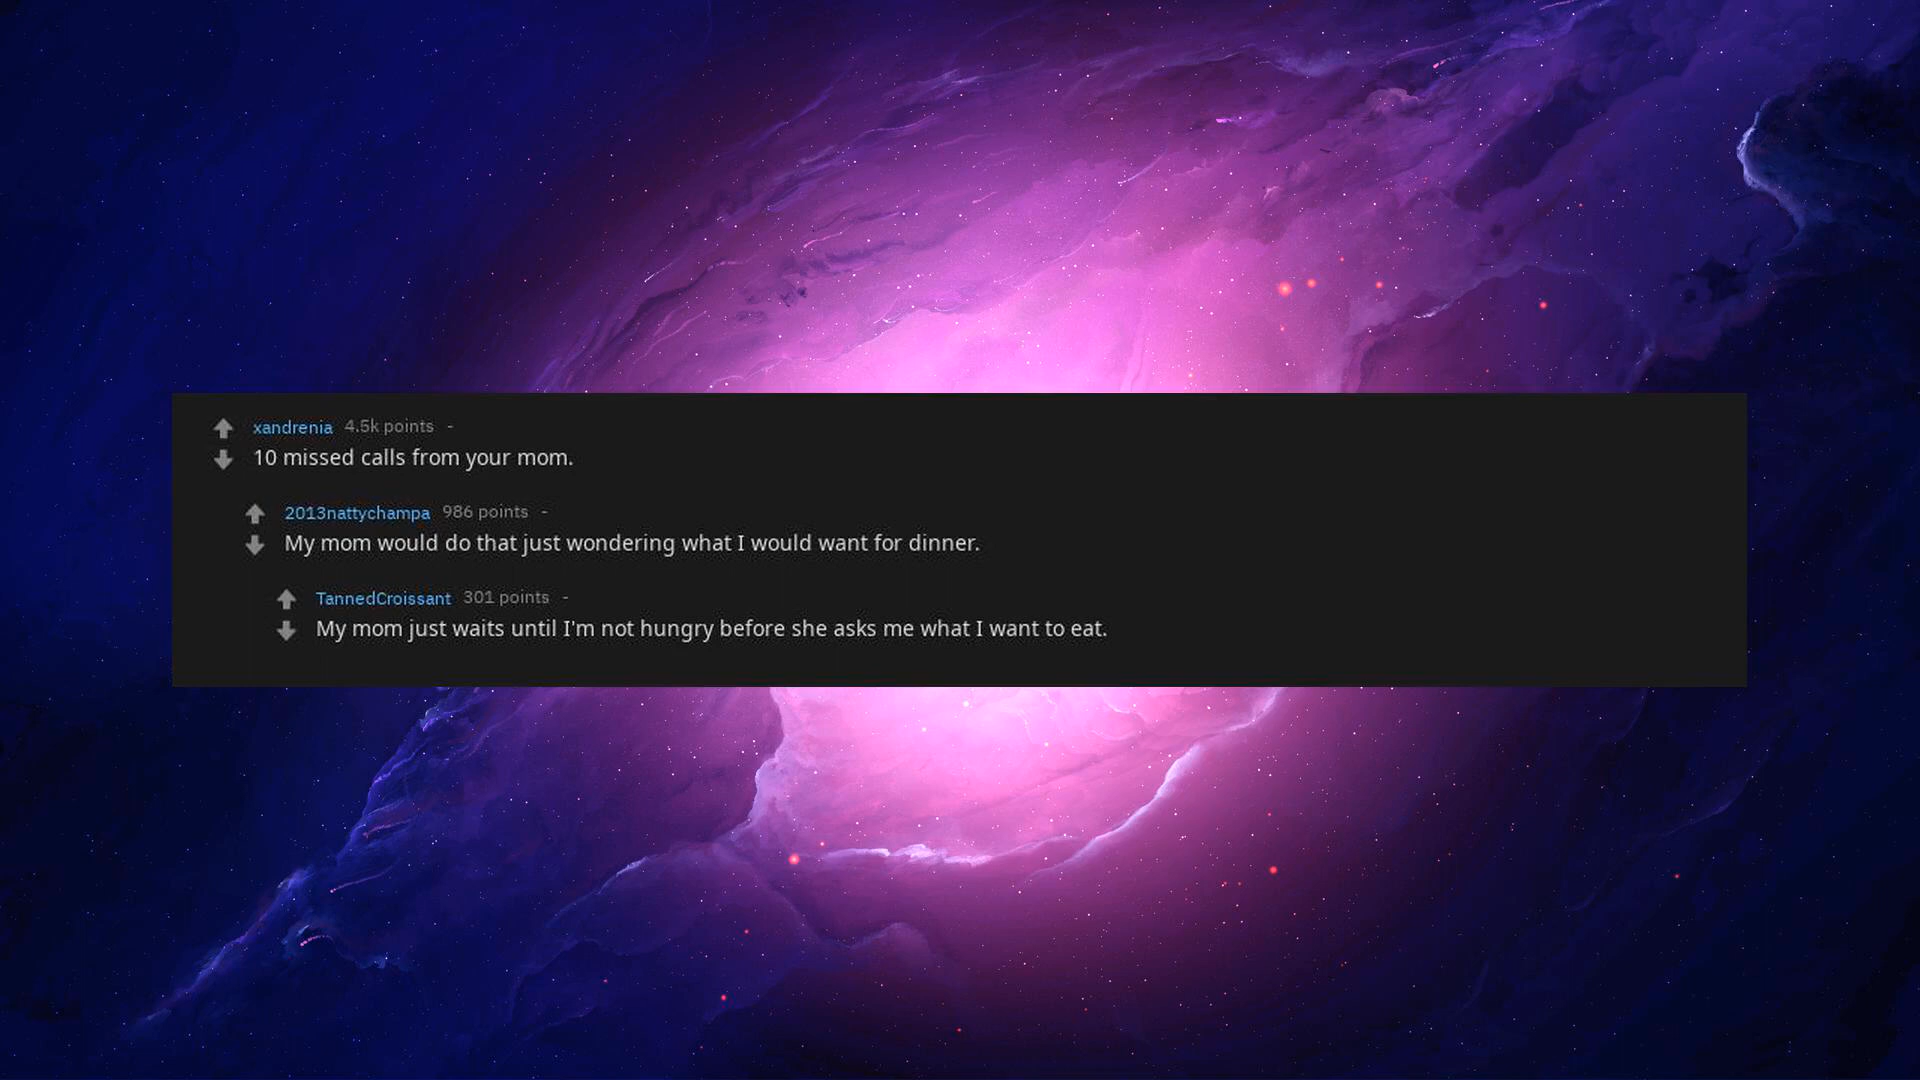 xandrenia 4.5k points -
10 missed calls from your mom.
2013nattychampa 986 points -
My mom would do that just wondering what I would want for dinner.
TannedCroissant 301 points -
My mom just waits until I'm not hungry before she asks me what I want to eat.